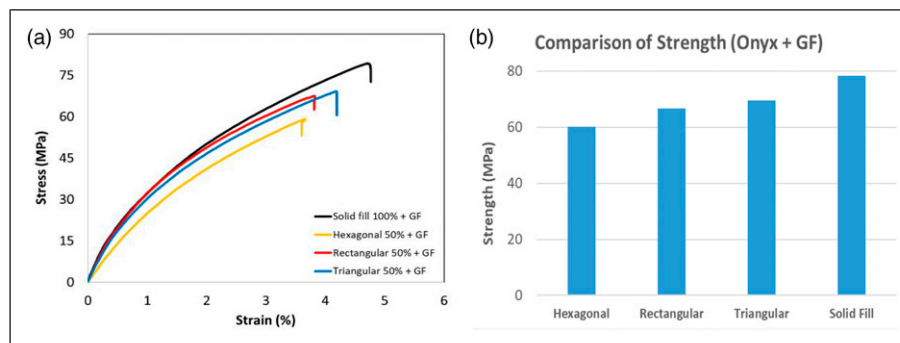 (a)
90
75
60
45
30
15
0
Stress (MPa)
Solid fill 100% + GF
Hexagonal 50% + GF
Rectangular 50% + GF
Triangular 50% + GF
0 1 2 3 4 5 6
Strain (%)
(b)
Comparison of Strength (Onyx + GF)
80
60
40
20
0
Strength (MPa)
Hexagonal Rectangular Triangular Solid Fill